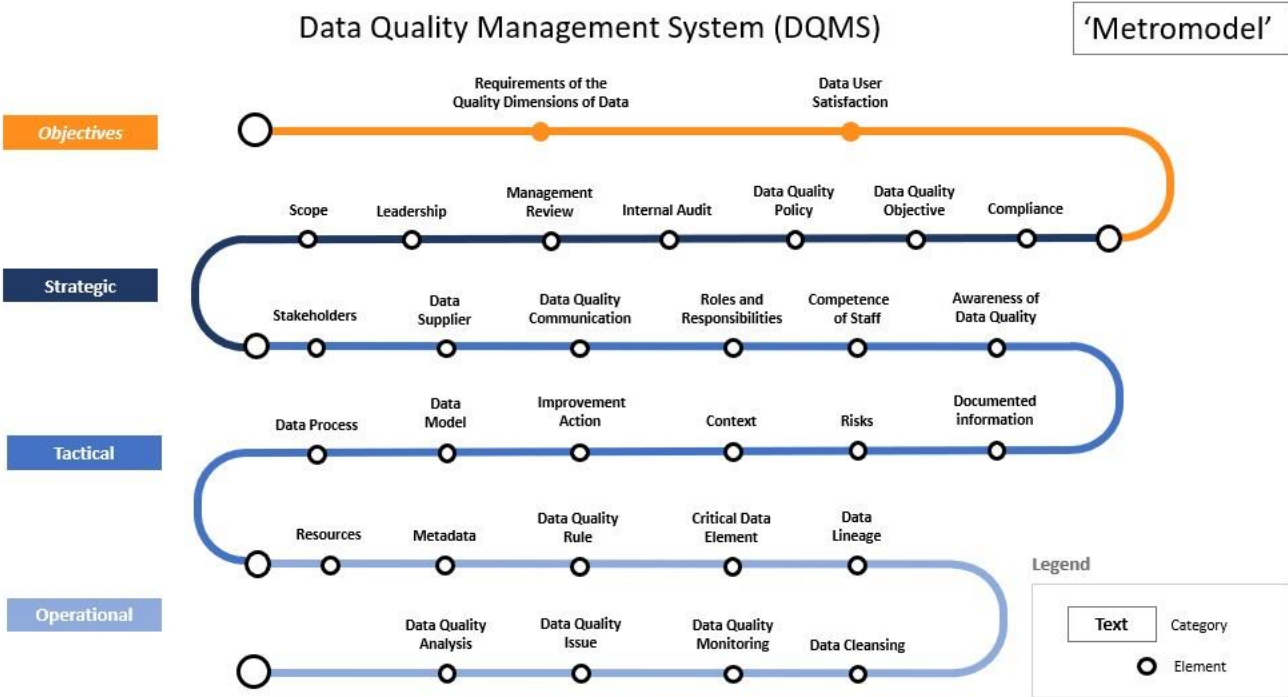 Data Quality Management System (DQMS)
‘Metromodel’
Requirements of the
Quality Dimensions of Data
Data User
Satisfaction
Objectives
Scope
Leadership
Management
Review
Internal Audit
Data Quality
Policy
Data Quality
Objective
Compliance
Strategic
Stakeholders
Data
Supplier
Data Quality
Communication
Roles and
Responsibilities
Competence
of Staff
Awareness of
Data Quality
Data Process
Data
Model
Improvement
Action
Context
Risks
Documented
information
Tactical
Resources
Metadata
Data Quality
Rule
Critical Data
Element
Data
Lineage
Operational
Data Quality
Analysis
Data Quality
Issue
Data Quality
Monitoring
Data Cleansing
Legend
Text
Category
Element